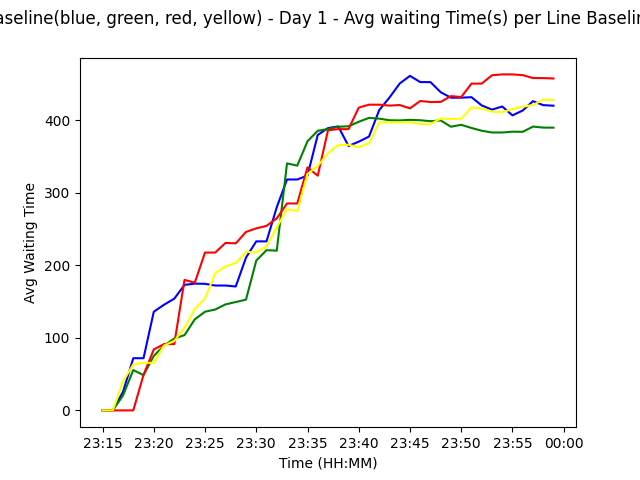 aseline(blue, green, red, yellow) - Day 1 - Avg waiting Time(s) per Line Baselin
Avg Waiting Time
400
300
200
100
0
23:15 23:20 23:25 23:30 23:35 23:40 23:45 23:50 23:55 00:00
Time (HH:MM)